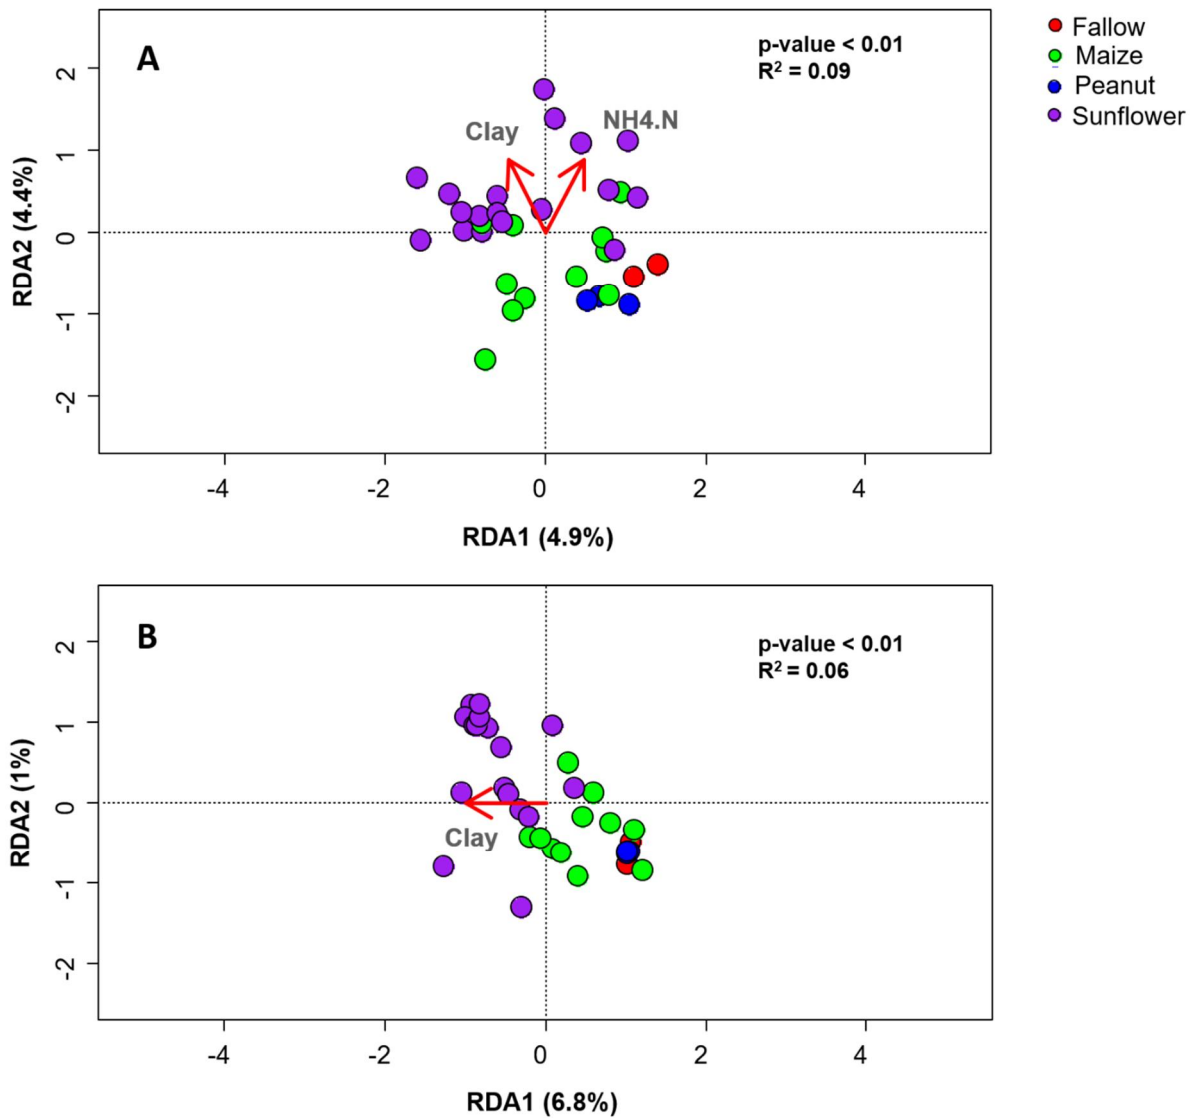 A
p-value < 0.01
R² = 0.09
Fallow
Maize
Peanut
Sunflower
Clay
NH4.N
RDA2 (4.4%)
2
1
0
-1
-2
-4
-2
0
2
4
RDA1 (4.9%)
B
p-value < 0.01
R² = 0.06
Clay
RDA2 (1%)
2
1
0
-1
-2
-4
-2
0
2
4
RDA1 (6.8%)